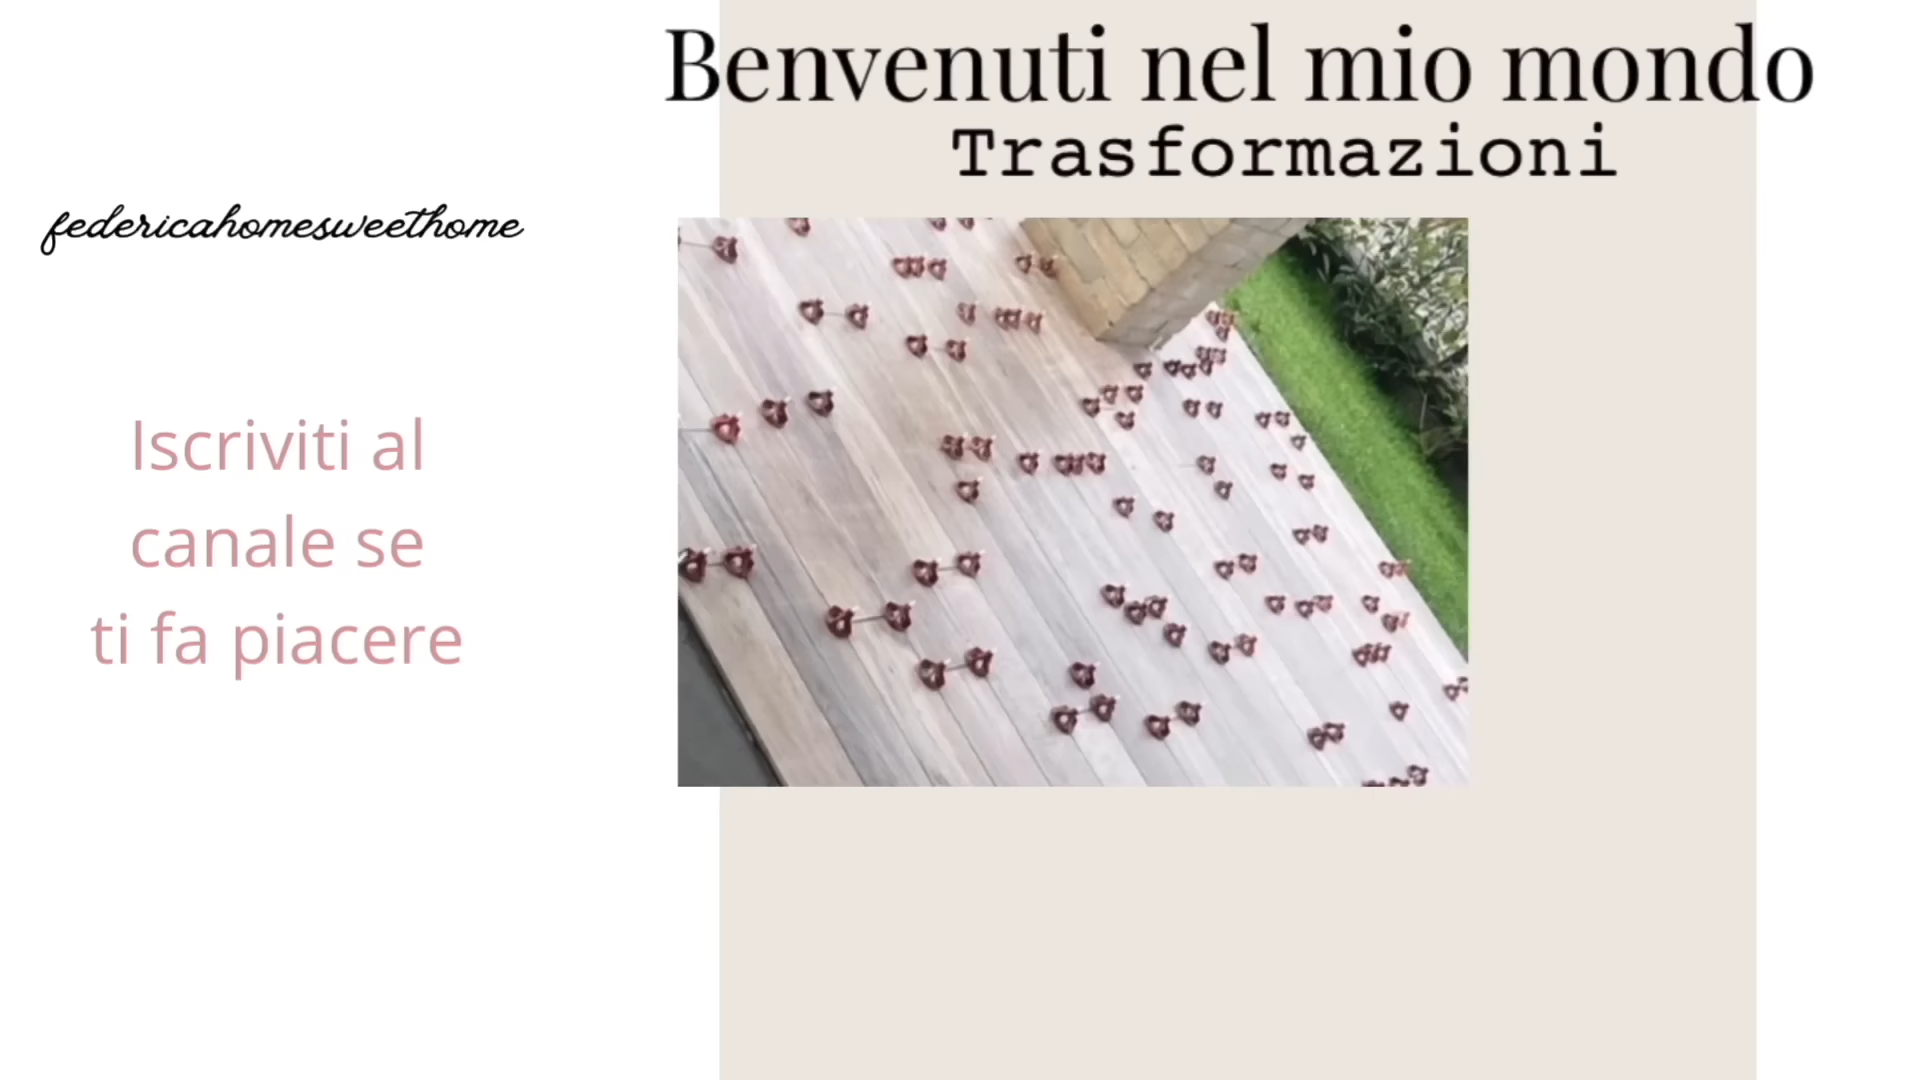 Benvenuti nel mio mondo
Trasformazioni
federicahomesweethome
Iscriviti al
canale se
ti fa piacere